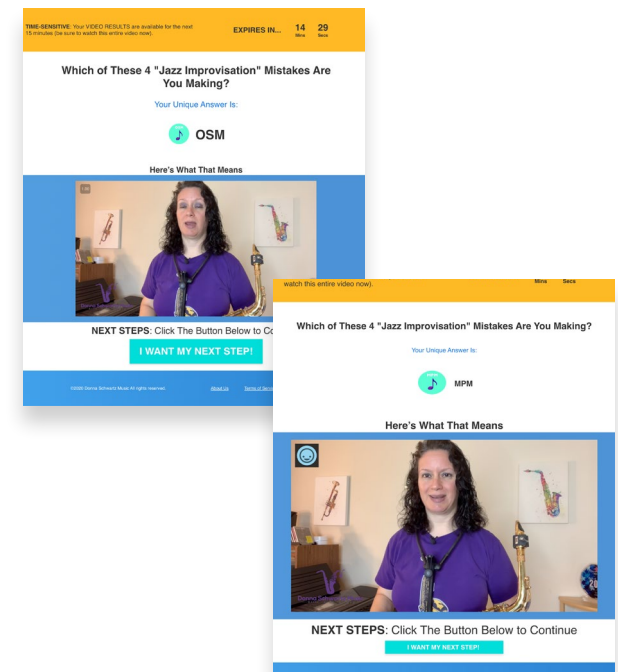 TIME-SENSITIVE: Your VIDEO RESULTS are available for the next
15 minutes (be sure to watch this entire video now).
EXPIRES IN...
14 29
Mins Secs
Which of These 4 "Jazz Improvisation" Mistakes Are
You Making?
Your Unique Answer Is:
OSM
Here's What That Means
NEXT STEPS: Click The Button Below to Co
I WANT MY NEXT STEP!
©2020 Donna Schwartz Music All rights reserved.
About Us
Terms of Servi
watch this entire video now).
Mins Secs
Which of These 4 "Jazz Improvisation" Mistakes Are You Making?
Your Unique Answer Is:
MPM
Here's What That Means
Donna Schwartz
20
NEXT STEPS: Click The Button Below to Continue
I WANT MY NEXT STEP!